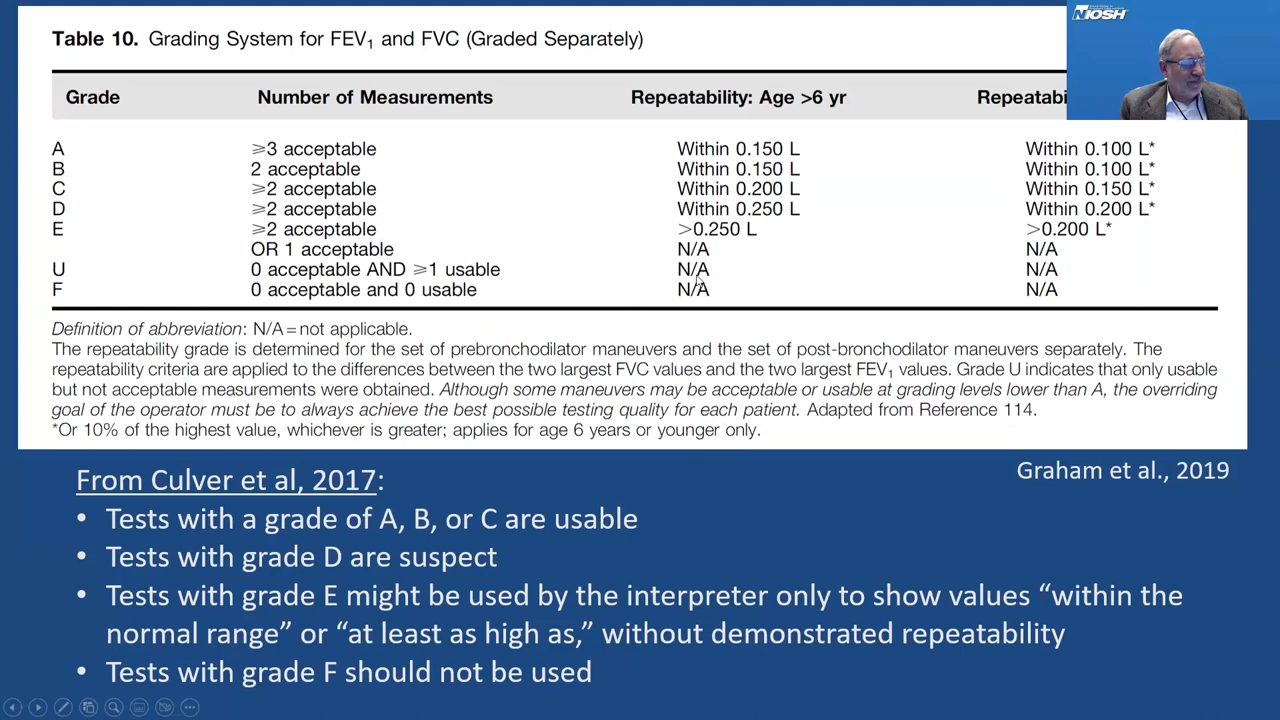 NIOSH
Table 10. Grading System for FEV₁ and FVC (Graded Separately)
Grade Number of Measurements Repeatability: Age >6 yr Repeatabi
A ⩾3 acceptable Within 0.150 L Within 0.100 L*
B 2 acceptable Within 0.150 L Within 0.100 L*
C ⩾2 acceptable Within 0.200 L Within 0.150 L*
D ⩾2 acceptable Within 0.250 L Within 0.200 L*
E ⩾2 acceptable >0.250 L >0.200 L*
OR 1 acceptable N/A N/A
U 0 acceptable AND ⩾1 usable N/A N/A
F 0 acceptable and 0 usable N/A N/A
Definition of abbreviation: N/A = not applicable.
The repeatability grade is determined for the set of prebronchodilator maneuvers and the set of post-bronchodilator maneuvers separately. The
repeatability criteria are applied to the differences between the two largest FVC values and the two largest FEV₁ values. Grade U indicates that only usable
but not acceptable measurements were obtained. Although some maneuvers may be acceptable or usable at grading levels lower than A, the overriding
goal of the operator must be to always achieve the best possible testing quality for each patient. Adapted from Reference 114.
*Or 10% of the highest value, whichever is greater; applies for age 6 years or younger only.
Graham et al., 2019
From Culver et al, 2017:
• Tests with a grade of A, B, or C are usable
• Tests with grade D are suspect
• Tests with grade E might be used by the interpreter only to show values “within the
normal range” or “at least as high as,” without demonstrated repeatability
• Tests with grade F should not be used